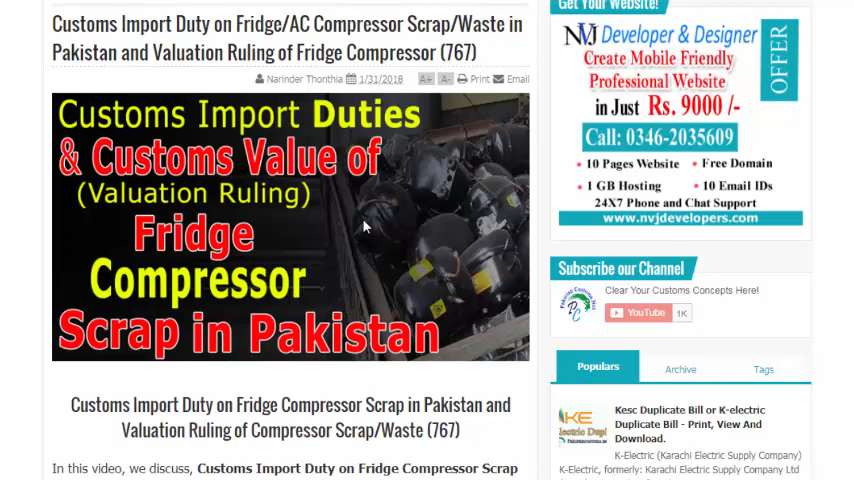 Customs Import Duty on Fridge/AC Compressor Scrap/Waste in
Pakistan and Valuation Ruling of Fridge Compressor (767)
Narinder Thonthia 1/31/2018 A+ A- Print Email
Customs Import Duties
& Customs Value of
(Valuation Ruling)
Fridge
Compressor
Scrap in Pakistan
Customs Import Duty on Fridge Compressor Scrap in Pakistan and
Valuation Ruling of Compressor Scrap/Waste (767)
In this video, we discuss, Customs Import Duty on Fridge Compressor Scrap
Get Your Website!
NVJ Developer & Designer
Create Mobile Friendly
Professional Website
in Just Rs. 9000 /-
OFFER
Call: 0346-2035609
• 10 Pages Website • Free Domain
• 1 GB Hosting • 10 Email IDs
24X7 Phone and Chat Support
www.nvjdevelopers.com
Subscribe our Channel
Clear Your Customs Concepts Here!
YouTube 1K
Populars Archive Tags
Kesc Duplicate Bill or K-electric
Duplicate Bill - Print, View And
Download.
K-Electric (Karachi Electric Supply Company)
K-Electric, formerly: Karachi Electric Supply Company Ltd